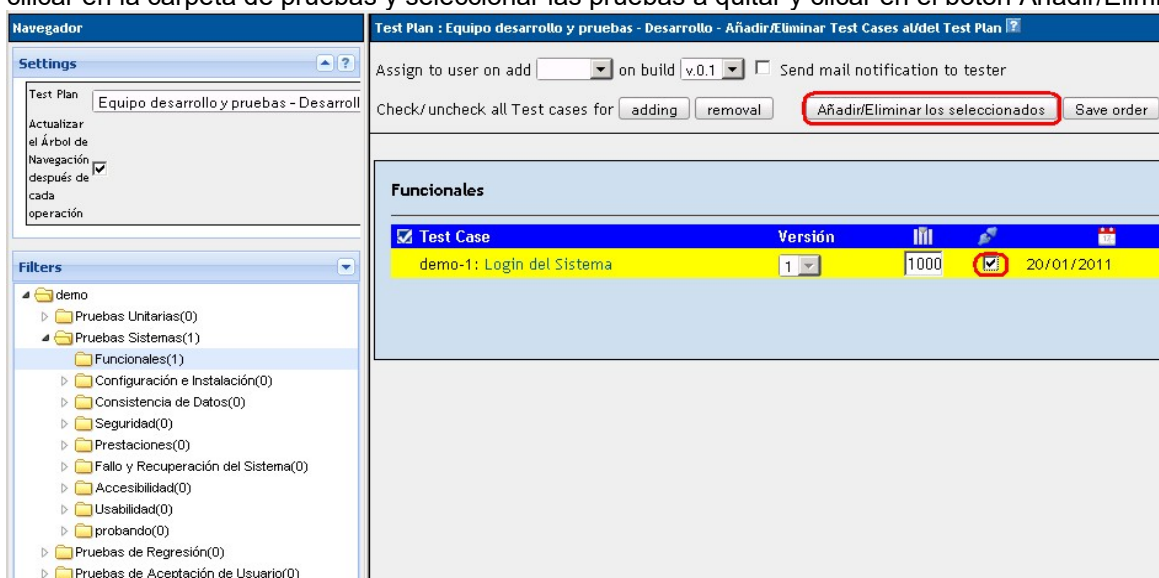 clicar en la carpeta de pruebas y seleccionar las pruebas a quitar y clicar en el botón Añadir/Elimi
Navegador
Settings
Test Plan
Equipo desarrollo y pruebas - Desarroll
Actualizar
el Árbol de
Navegación
después de
cada
operación
Filters
demo
Pruebas Unitarias(0)
Pruebas Sistemas(1)
Funcionales(1)
Configuración e Instalación(0)
Consistencia de Datos(0)
Seguridad(0)
Prestaciones(0)
Fallo y Recuperación del Sistema(0)
Accesibilidad(0)
Usabilidad(0)
probando(0)
Pruebas de Regresión(0)
Pruebas de Aceptación de Usuario(0)
Test Plan : Equipo desarrollo y pruebas - Desarrollo - Añadir/Eliminar Test Cases al/del Test Plan ?
Assign to user on add on build v.0.1 Send mail notification to tester
Check/uncheck all Test cases for adding removal Añadir/Eliminar los seleccionados Save order
Funcionales
Test Case Versión
demo-1: Login del Sistema 1 1000 20/01/2011